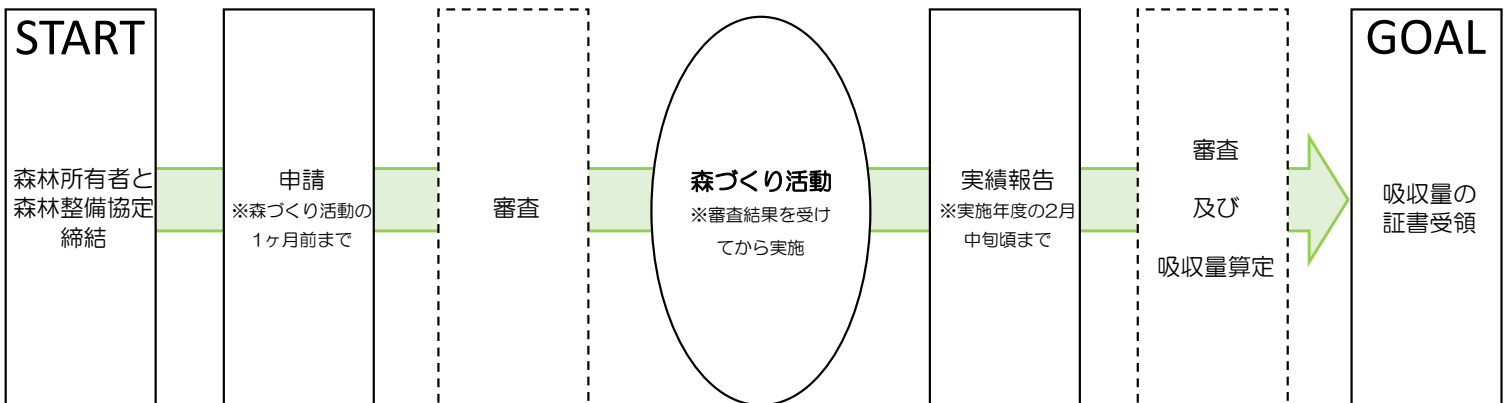 START
森林所有者と
森林整備協定
締結
申請
※森づくり活動の
1ヶ月前まで
審査
森づくり活動
※審査結果を受け
てから実施
実績報告
※実施年度の2月
中旬頃まで
審査
及び
吸収量算定
GOAL
吸収量の
証書受領